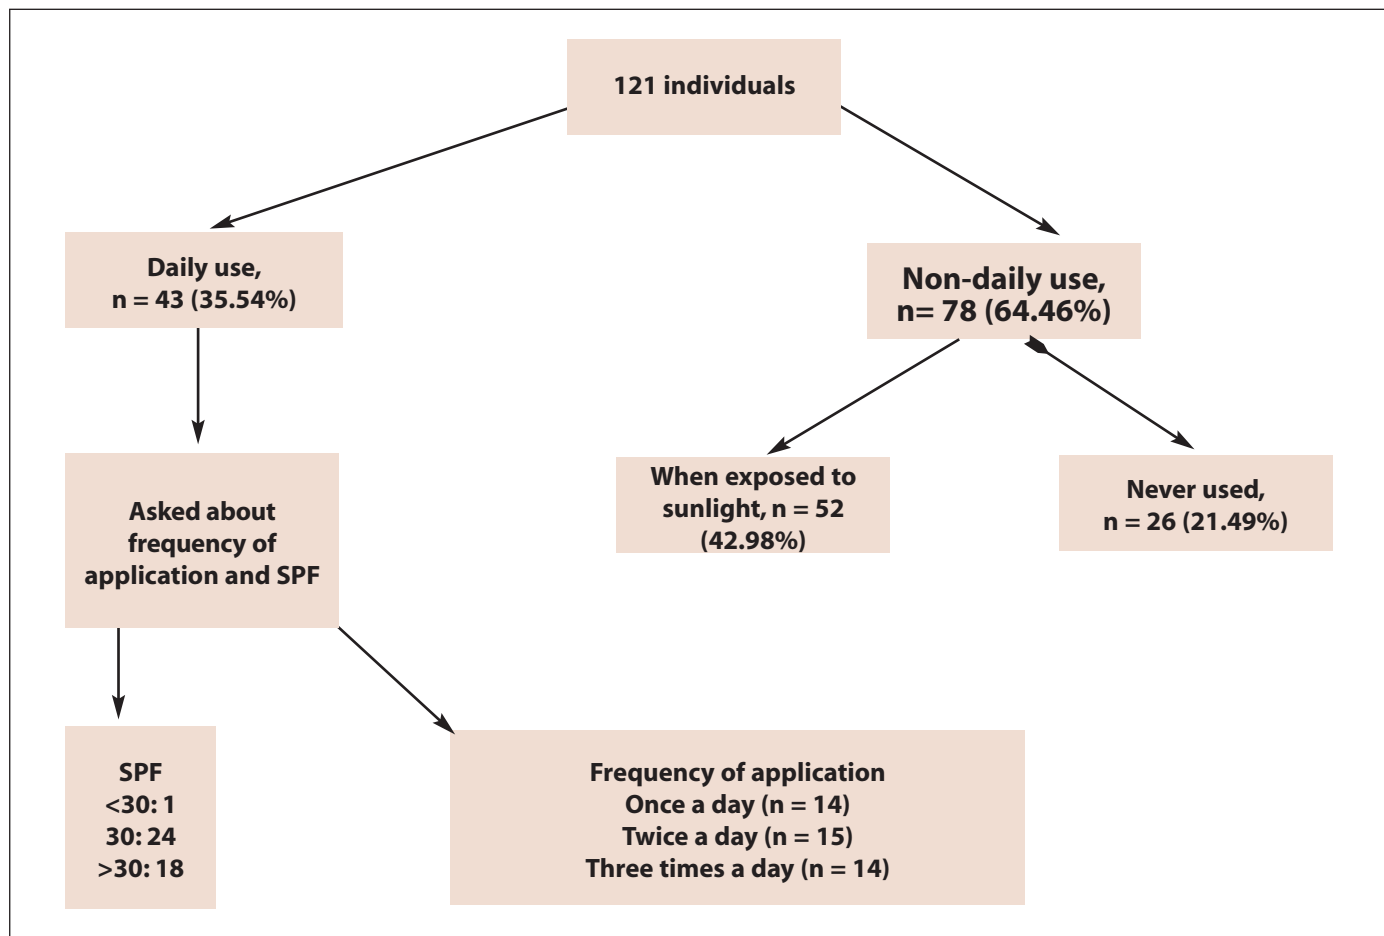 121 individuals
Daily use,
n = 43 (35.54%)
Non-daily use,
n= 78 (64.46%)
Asked about
frequency of
application and SPF
When exposed to
sunlight, n = 52
(42.98%)
Never used,
n = 26 (21.49%)
SPF
<30: 1
30: 24
>30: 18
Frequency of application
Once a day (n = 14)
Twice a day (n = 15)
Three times a day (n = 14)